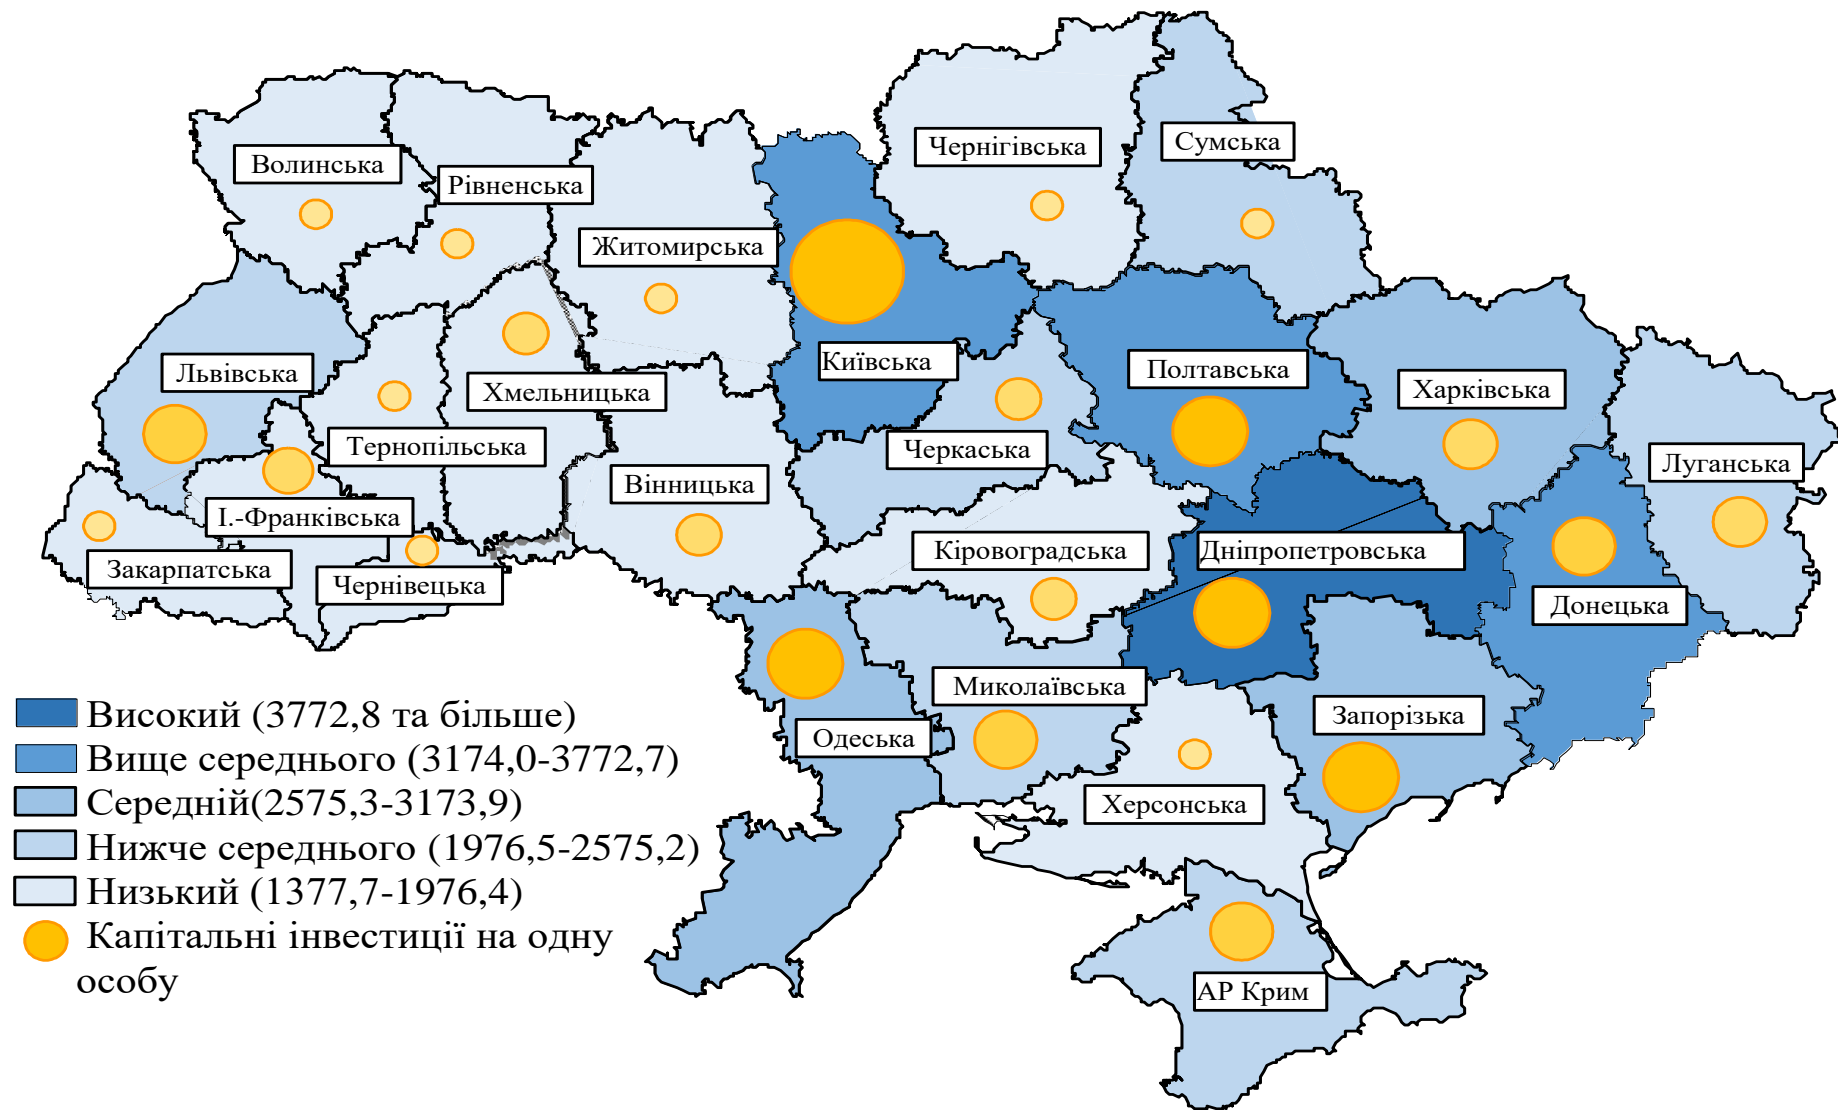 Чернігівська
Сумська
Волинська
Рівненська
Житомирська
Київська
Полтавська
Львівська
Хмельницька
Харківська
Тернопільська
Черкаська
Луганська
Вінницька
І.-Франківська
Кіровоградська
Дніпропетровська
Закарпатська
Чернівецька
Донецька
Миколаївська
Запорізька
Одеська
Херсонська
АР Крим
Високий (3772,8 та більше)
Вище середнього (3174,0-3772,7)
Середній(2575,3-3173,9)
Нижче середнього (1976,5-2575,2)
Низький (1377,7-1976,4)
Капітальні інвестиції на одну
особу